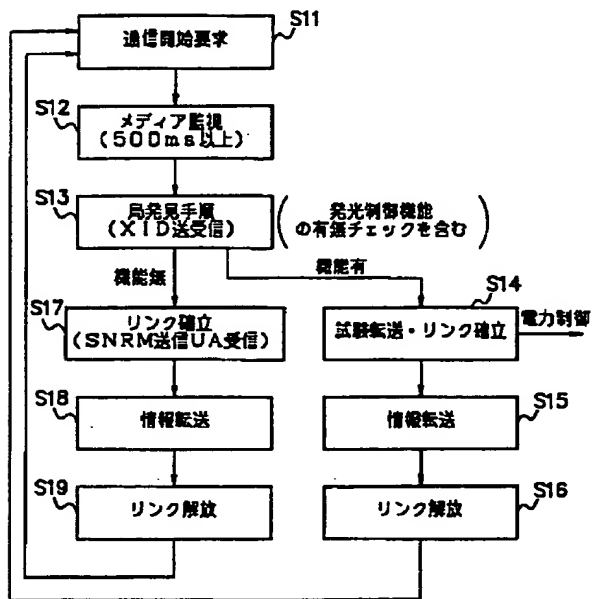 S11
通信開始要求
S12
メディア監視
(500ms以上)
S13
局発見手順
(XID送受信)
発光制御機能
の有無チェックを含む
機能無
機能有
S17
リンク確立
(SNRM送信UA受信)
S14
試験転送・リンク確立
電力制御
S18
情報転送
S15
情報転送
S19
リンク解放
S16
リンク解放